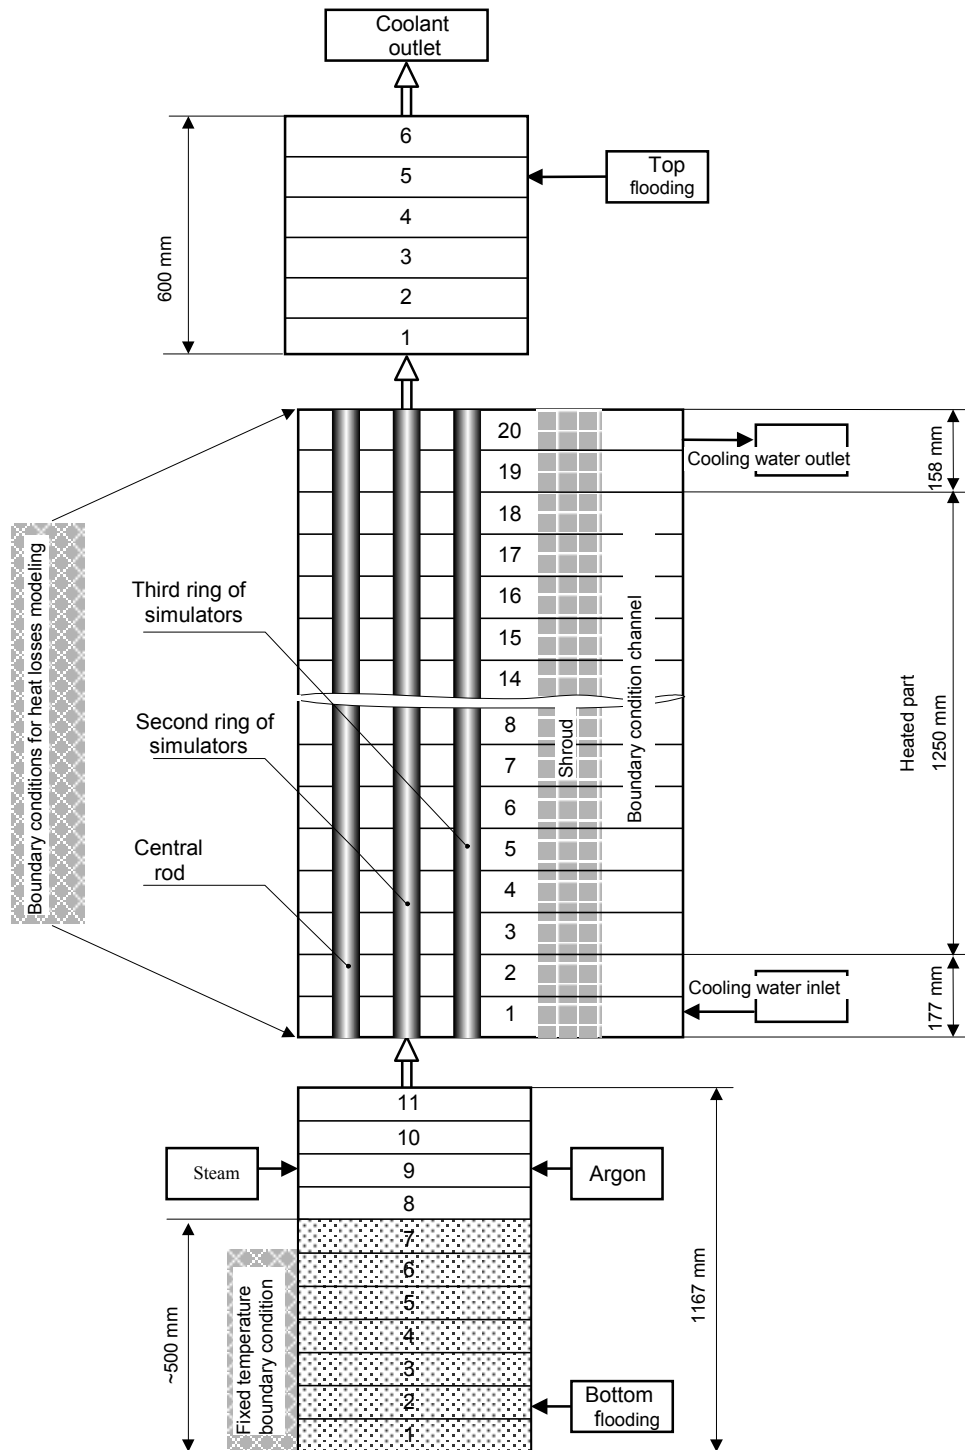 Coolant
outlet
6
5
4
3
2
1
Top
flooding
600 mm
20
19
18
17
16
15
14
8
7
6
5
4
3
2
1
Shroud
Boundary condition channel
Cooling water outlet
Cooling water inlet
158 mm
Heated part
1250 mm
177 mm
Boundary conditions for heat losses modeling
Third ring of
simulators
Second ring of
simulators
Central
rod
11
10
9
8
7
6
5
4
3
2
1
Steam
Argon
Bottom
flooding
Fixed temperature
boundary condition
~500 mm
1167 mm